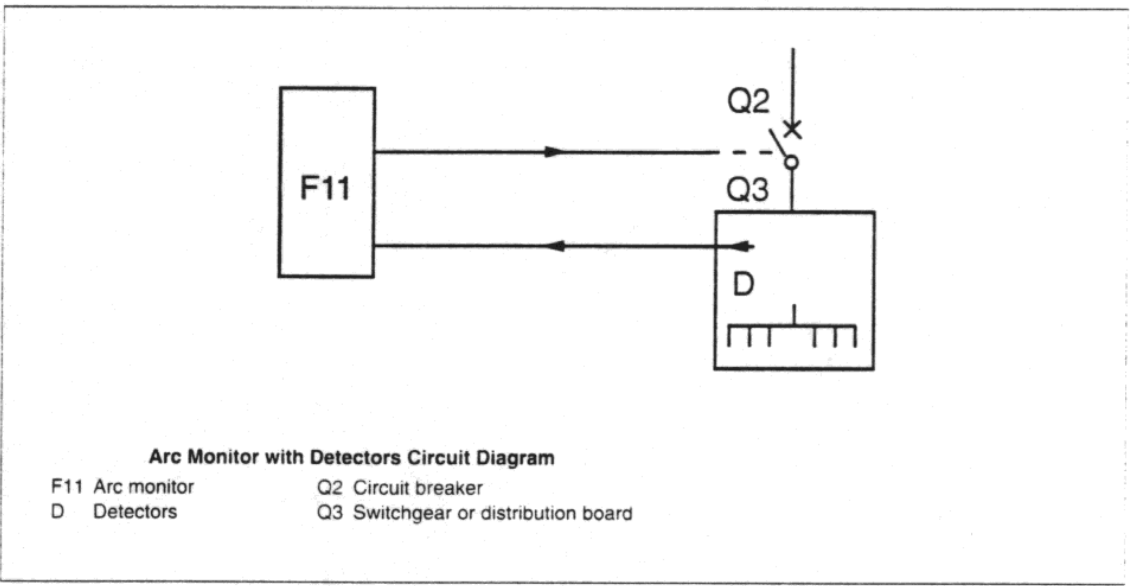 Q2
F11
Q3
D
Arc Monitor with Detectors Circuit Diagram
F11 Arc monitor Q2 Circuit breaker
D Detectors Q3 Switchgear or distribution board